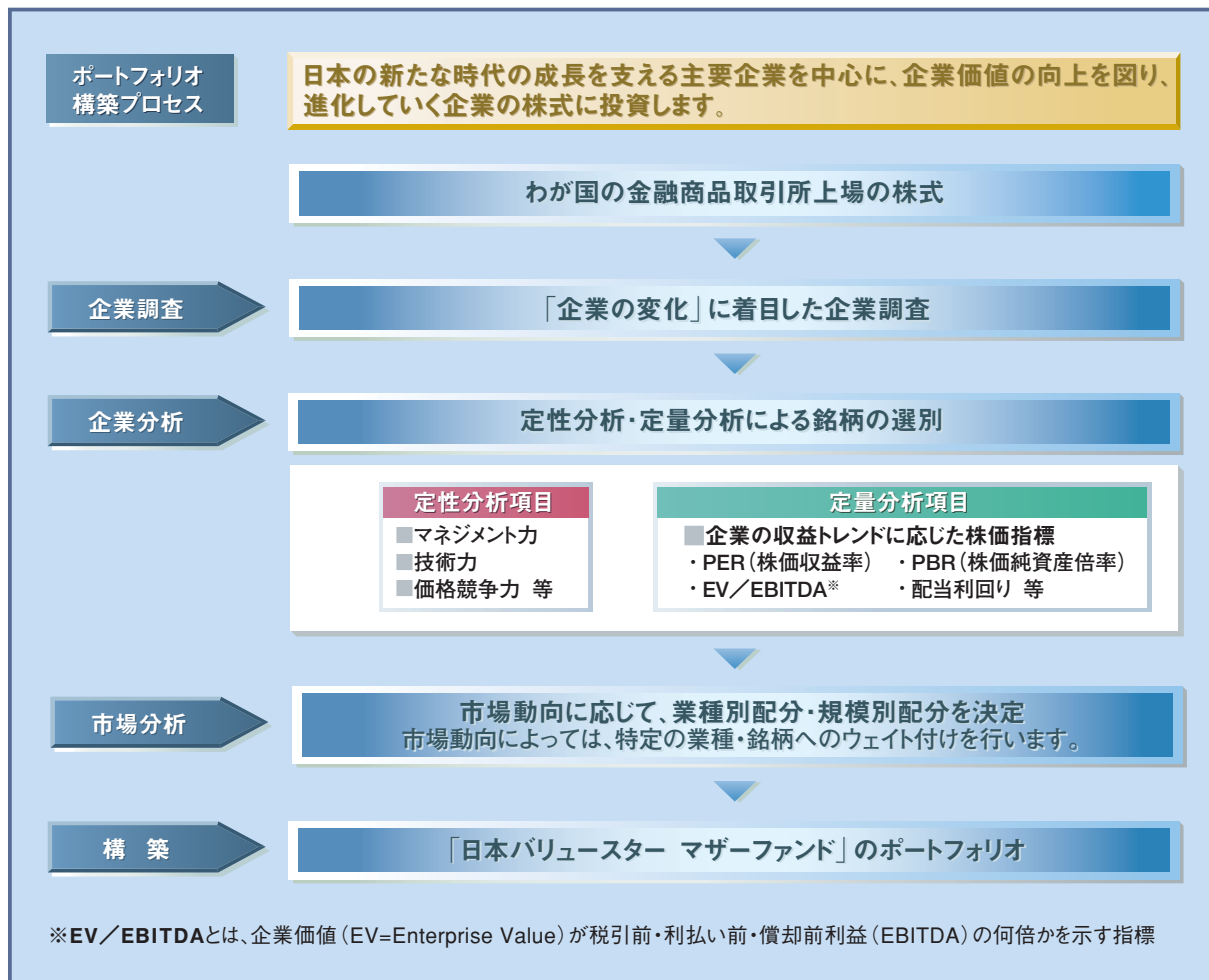 ポートフォリオ
構築プロセス
日本の新たな時代の成長を支える主要企業を中心に、企業価値の向上を図り、
進化していく企業の株式に投資します。
わが国の金融商品取引所上場の株式
企業調査
「企業の変化」に着目した企業調査
企業分析
定性分析・定量分析による銘柄の選別
定性分析項目
■マネジメント力
■技術力
■価格競争力 等
定量分析項目
■企業の収益トレンドに応じた株価指標
・PER（株価収益率） ・PBR（株価純資産倍率）
・EV／EBITDA※ ・配当利回り 等
市場分析
市場動向に応じて、業種別配分・規模別配分を決定
市場動向によっては、特定の業種・銘柄へのウェイト付けを行います。
構 築
「日本バリュースター マザーファンド」のポートフォリオ
※EV／EBITDAとは、企業価値（EV=Enterprise Value）が税引前・利払い前・償却前利益（EBITDA）の何倍かを示す指標